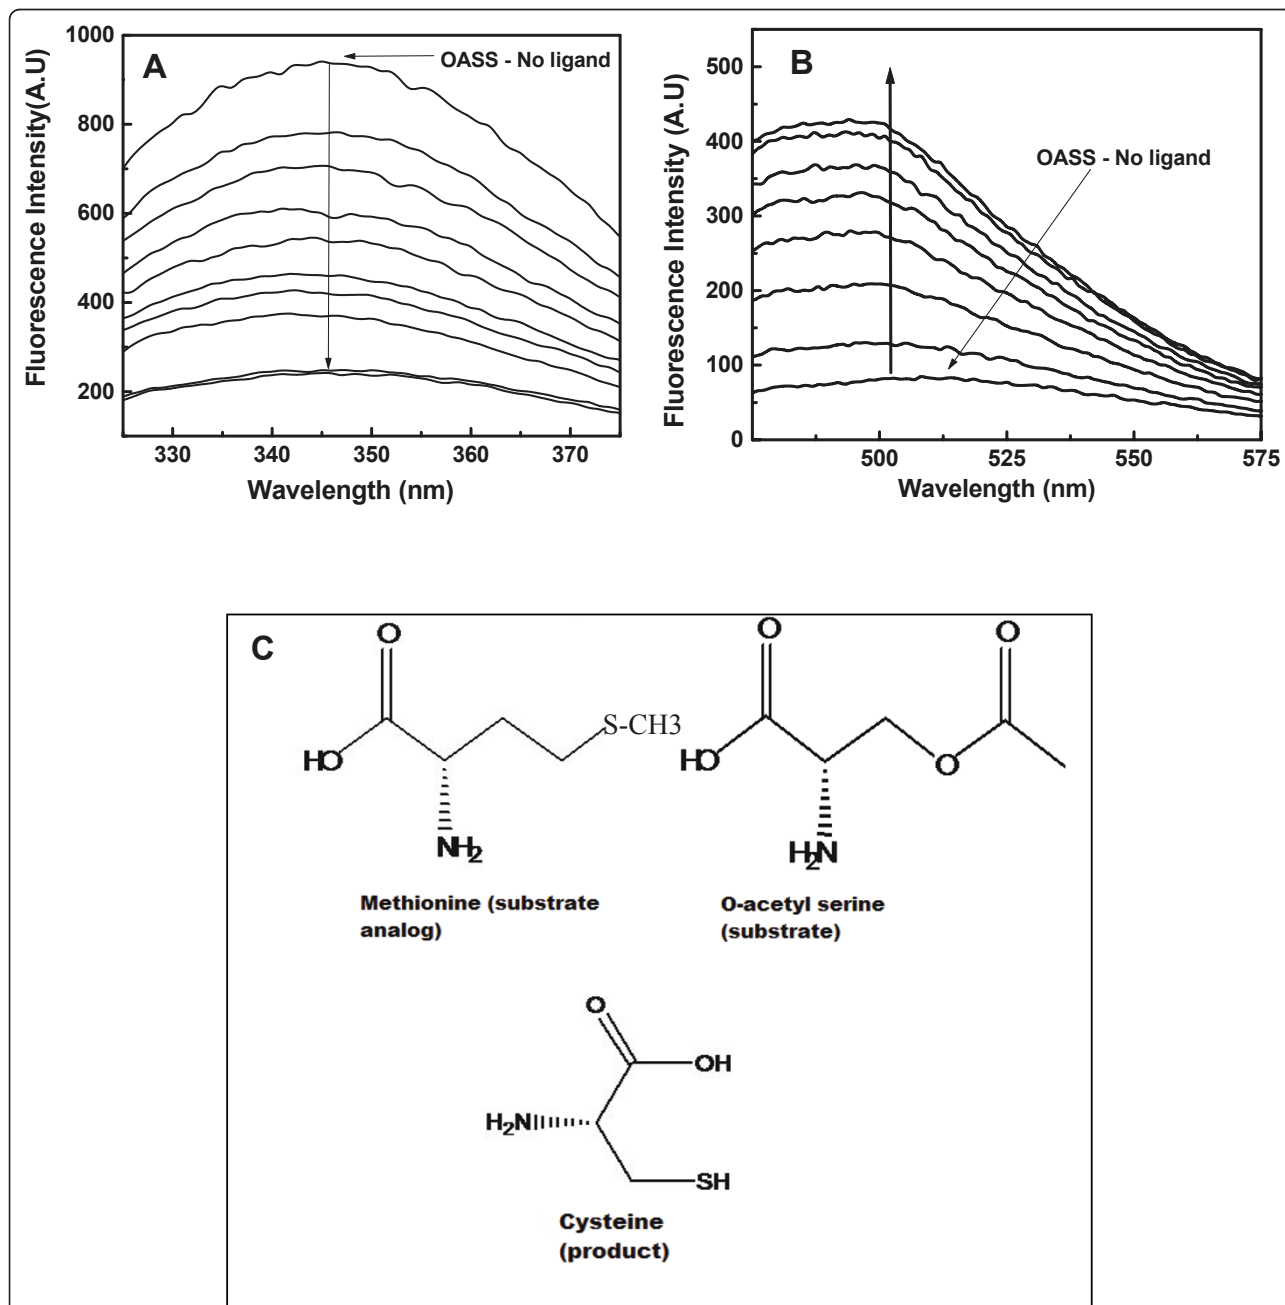 A
OASS - No ligand
Fluorescence Intensity(A.U)
1000
800
600
400
200
330 340 350 360 370
Wavelength (nm)
B
OASS - No ligand
Fluorescence Intensity (A.U)
500
400
300
200
100
0
500 525 550 575
Wavelength (nm)
C
O
HO
S-CH3
NH2
Methionine (substrate
analog)
O
O
HO
O
H2N
O-acetyl serine
(substrate)
O
OH
H2N
SH
Cysteine
(product)